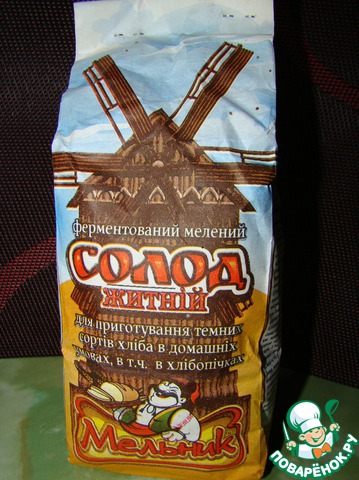 ферментований мелений
СОЛОД
ЖИТНІЙ
для приготування темних
сортів хліба в домашніх
умовах, в т.ч. в хлібопічках
Мельник
ПОВАРЁНОК.РУ